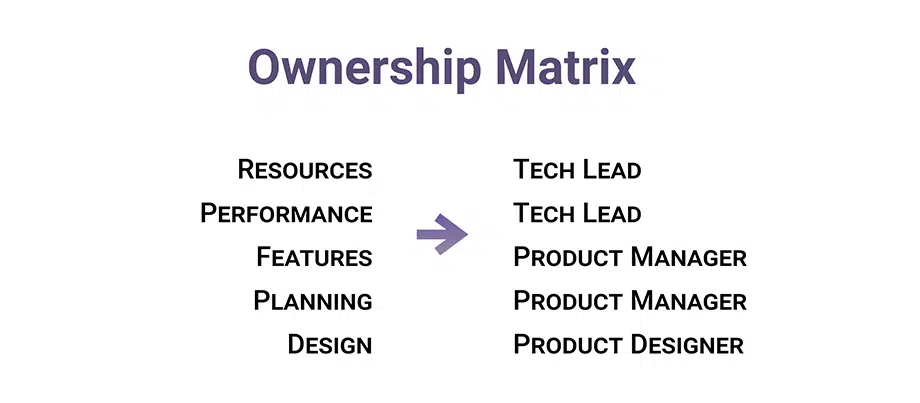 Ownership Matrix
Resources Tech Lead
Performance Tech Lead
Features Product Manager
Planning Product Manager
Design Product Designer